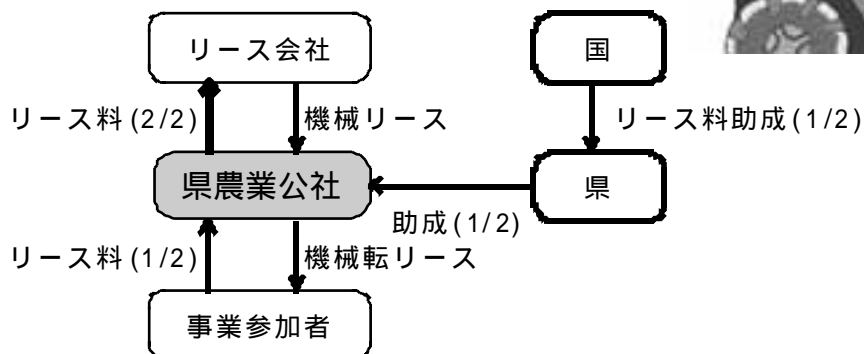 リース会社
国
リース料(2/2)
機械リース
リース料助成(1/2)
県農業公社
県
助成(1/2)
リース料(1/2)
機械転リース
事業参加者